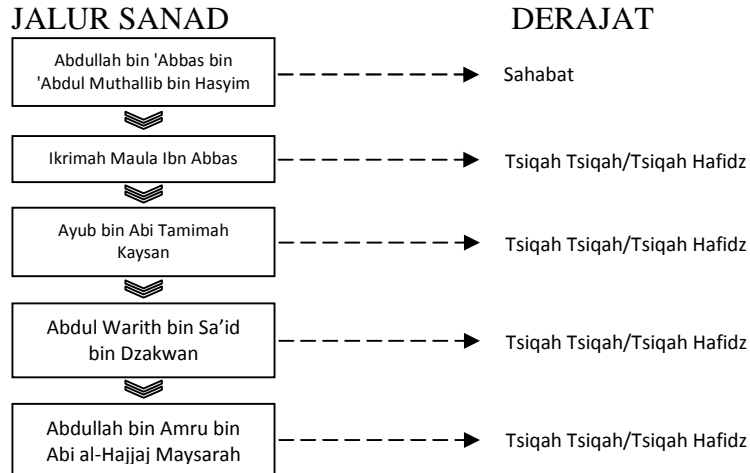 JALUR SANAD DERAJAT
Abdullah bin 'Abbas bin
'Abdul Muthallib bin Hasyim
Sahabat
Ikrimah Maula Ibn Abbas
Tsiqah Tsiqah/Tsiqah Hafidz
Ayub bin Abi Tamimah
Kaysan
Tsiqah Tsiqah/Tsiqah Hafidz
Abdul Warith bin Sa’id
bin Dzakwan
Tsiqah Tsiqah/Tsiqah Hafidz
Abdullah bin Amru bin
Abi al-Hajjaj Maysarah
Tsiqah Tsiqah/Tsiqah Hafidz